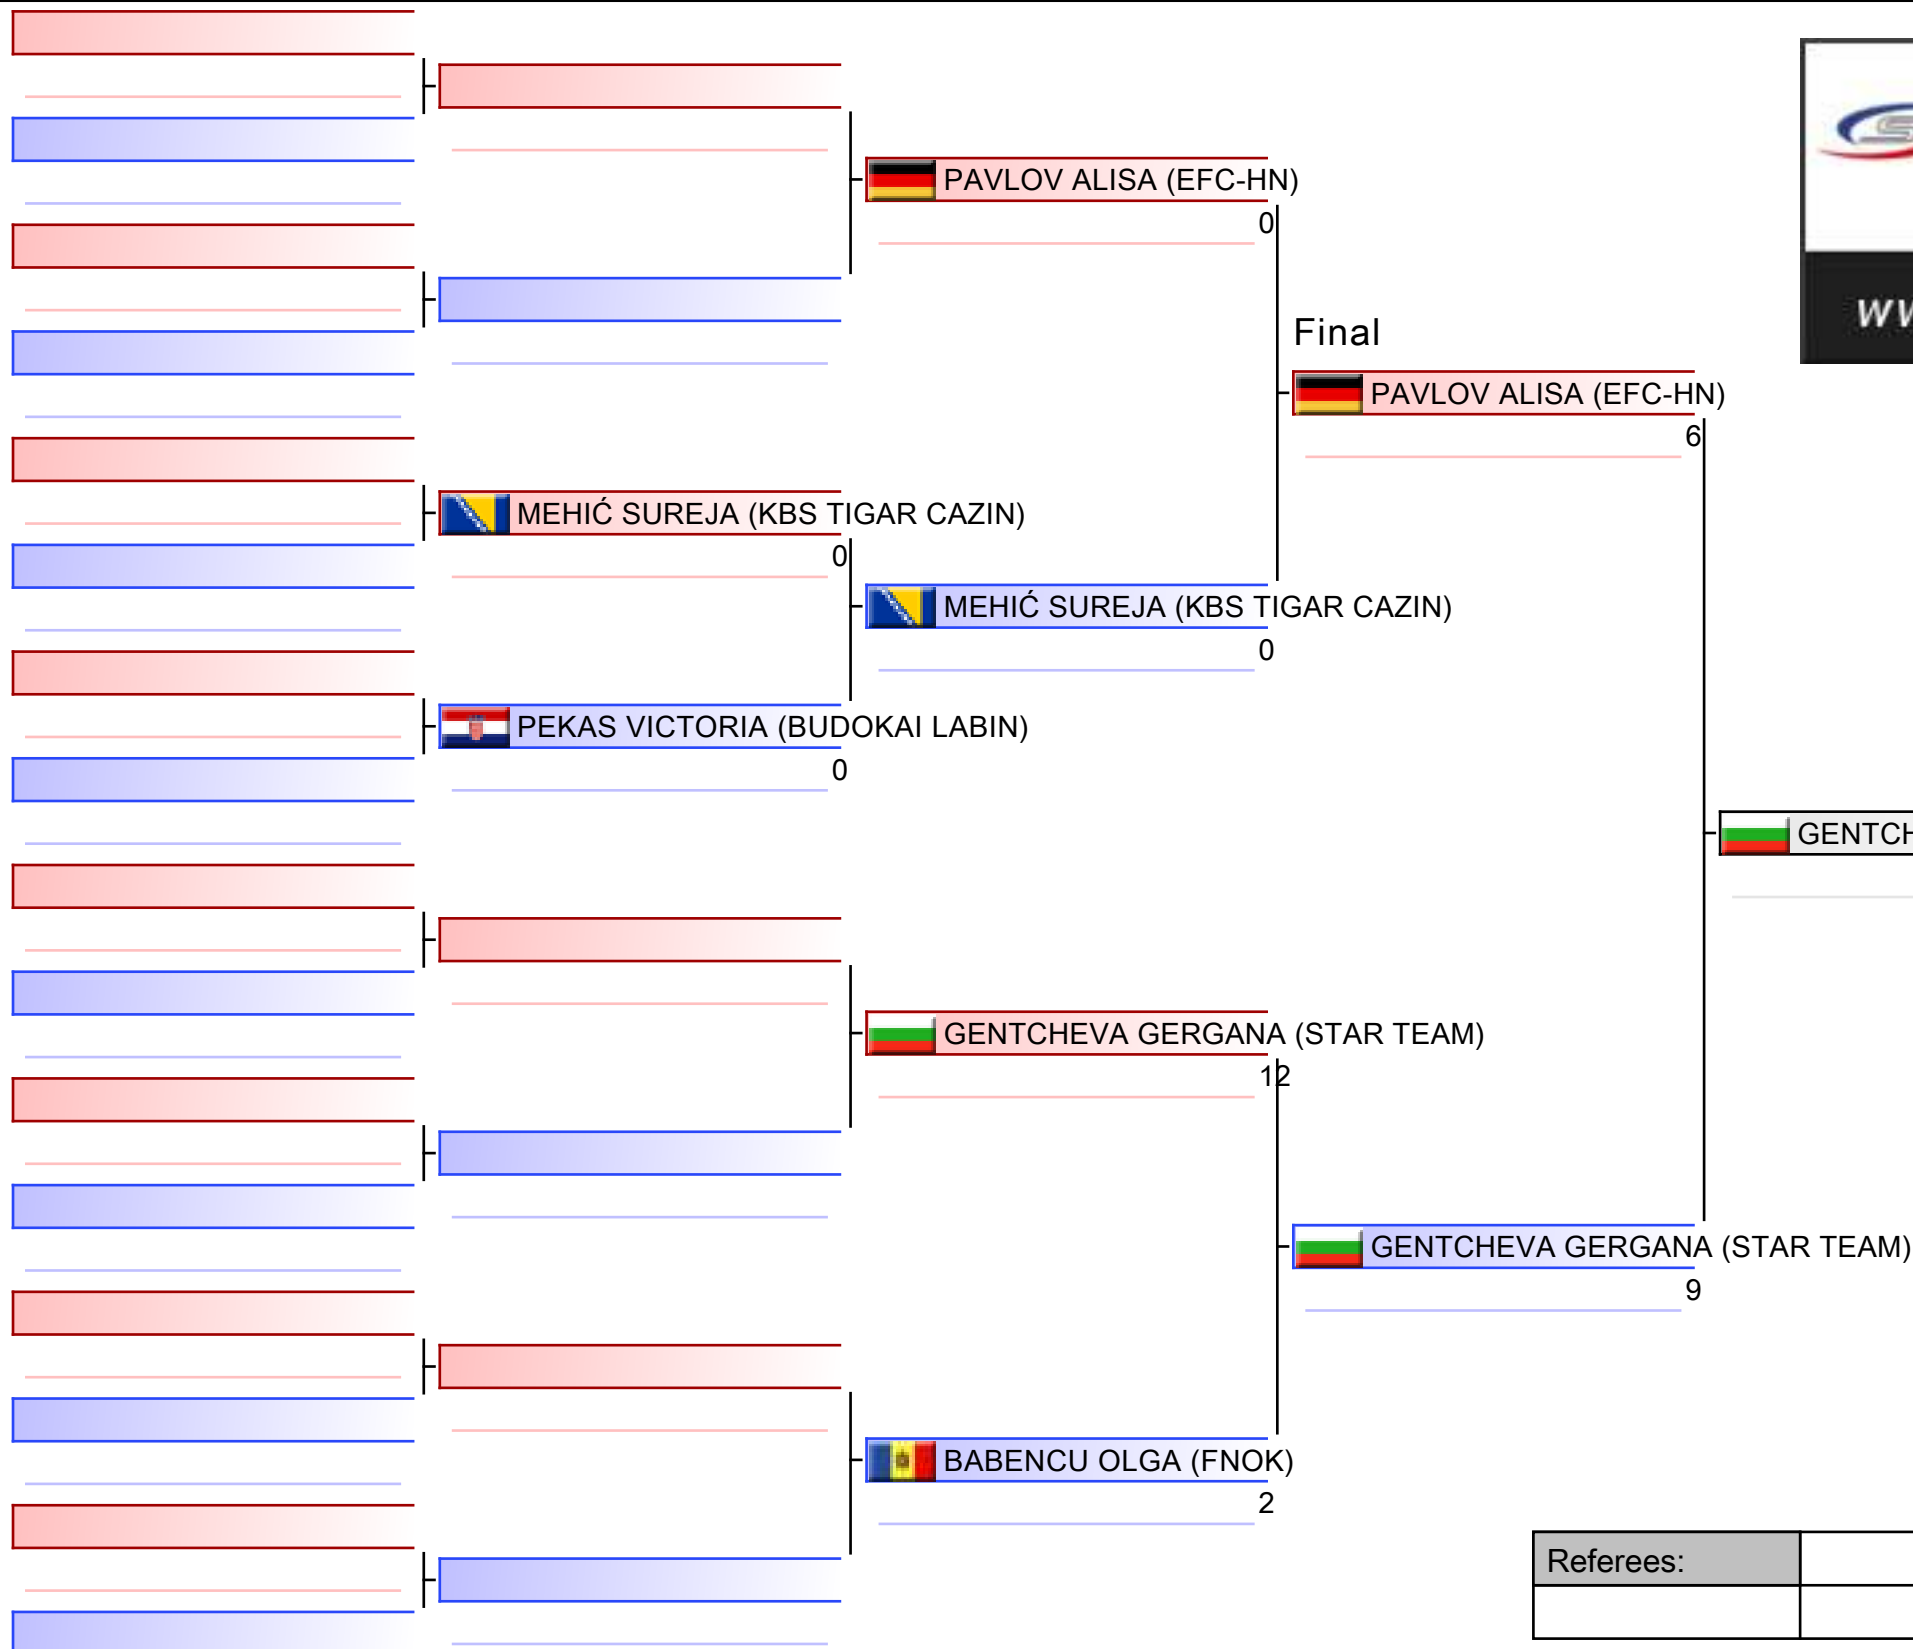 PAVLOV ALISA (EFC-HN)
0
Final
PAVLOV ALISA (EFC-HN)
6
MEHIĆ SUREJA (KBS TIGAR CAZIN)
0
MEHIĆ SUREJA (KBS TIGAR CAZIN)
0
PEKAS VICTORIA (BUDOKAI LABIN)
0
GENTCH
GENTCHEVA GERGANA (STAR TEAM)
12
GENTCHEVA GERGANA (STAR TEAM)
9
BABENCU OLGA (FNOK)
2
Referees: